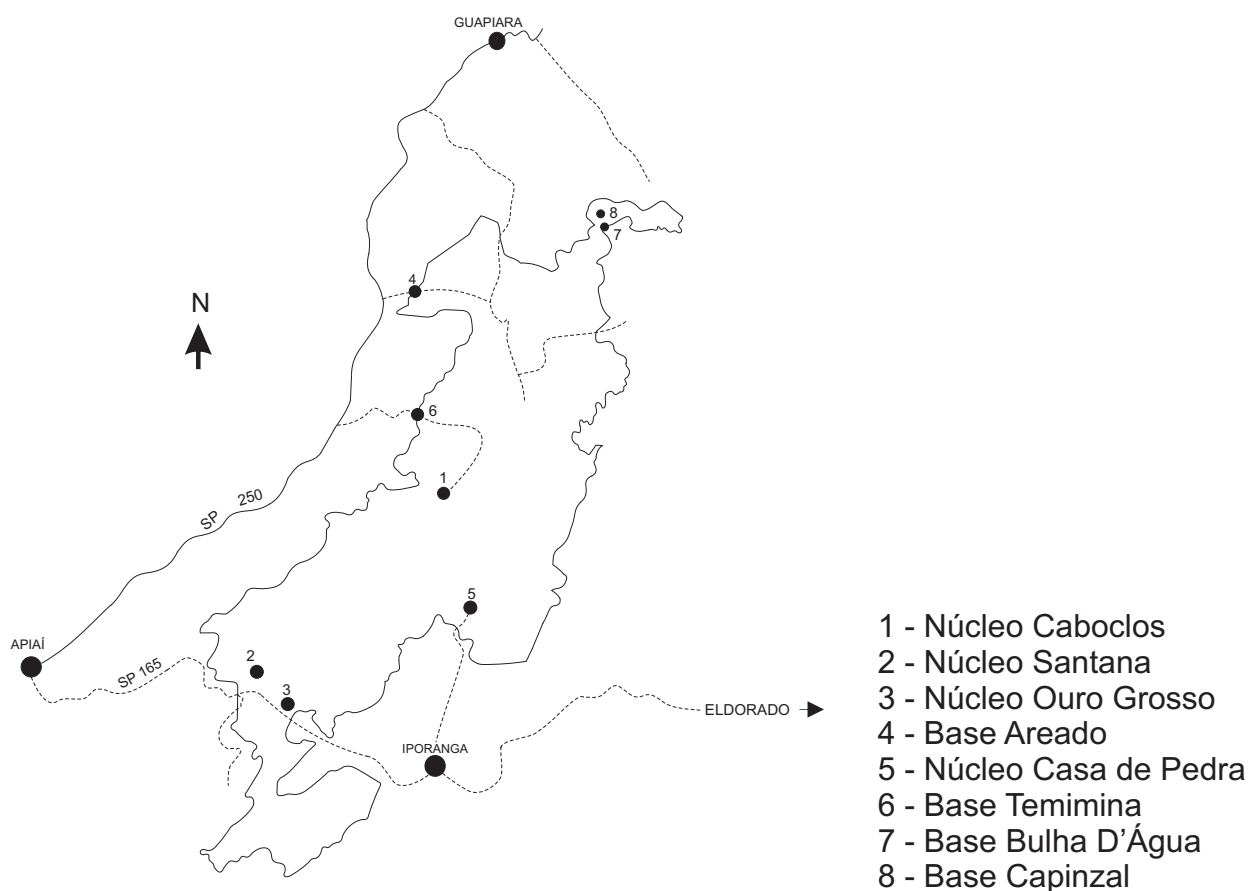 GUAPIARA
8
7
4
N
6
SP 250
1
5
APIAÍ
2
SP 165
3
ELDORADO
IPORANGA
1 - Núcleo Caboclos
2 - Núcleo Santana
3 - Núcleo Ouro Grosso
4 - Base Areado
5 - Núcleo Casa de Pedra
6 - Base Temimina
7 - Base Bulha D'Água
8 - Base Capinzal